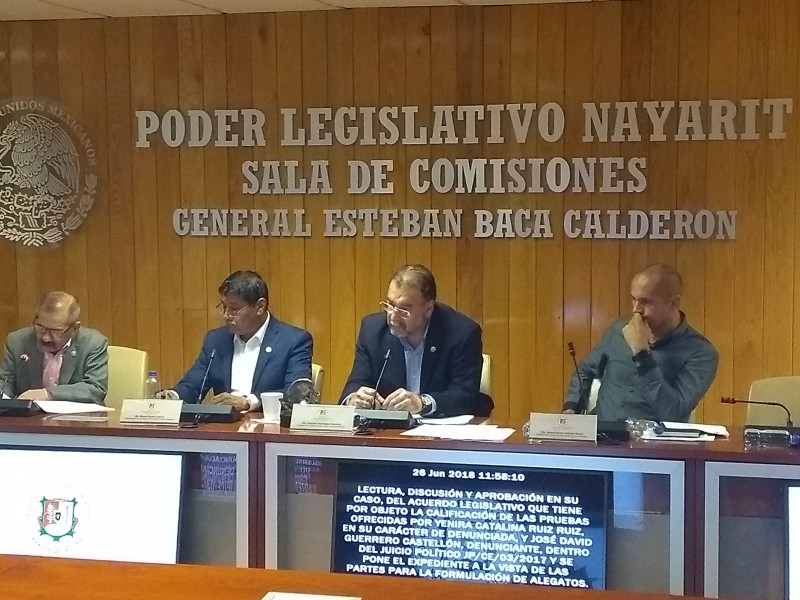 UNIDOS MEXICANOS
PODER LEGISLATIVO NAYARIT
SALA DE COMISIONES
GENERAL ESTEBAN BACA CALDERON
26 Jun 2018 11:58:10
LECTURA, DISCUSIÓN Y APROBACIÓN EN SU
CASO, DEL ACUERDO LEGISLATIVO QUE TIENE
POR OBJETO LA CALIFICACIÓN DE LAS PRUEBAS
OFRECIDAS POR YENIRA CATALINA RUIZ RUIZ,
EN SU CARÁCTER DE DENUNCIADA, Y JOSÉ DAVID
GUERRERO CASTELLÓN, DENUNCIANTE, DENTRO
DEL JUICIO POLÍTICO JP/CE/03/2017 Y SE
PONE EL EXPEDIENTE A LA VISTA DE LAS
PARTES PARA LA FORMULACIÓN DE ALEGATOS.